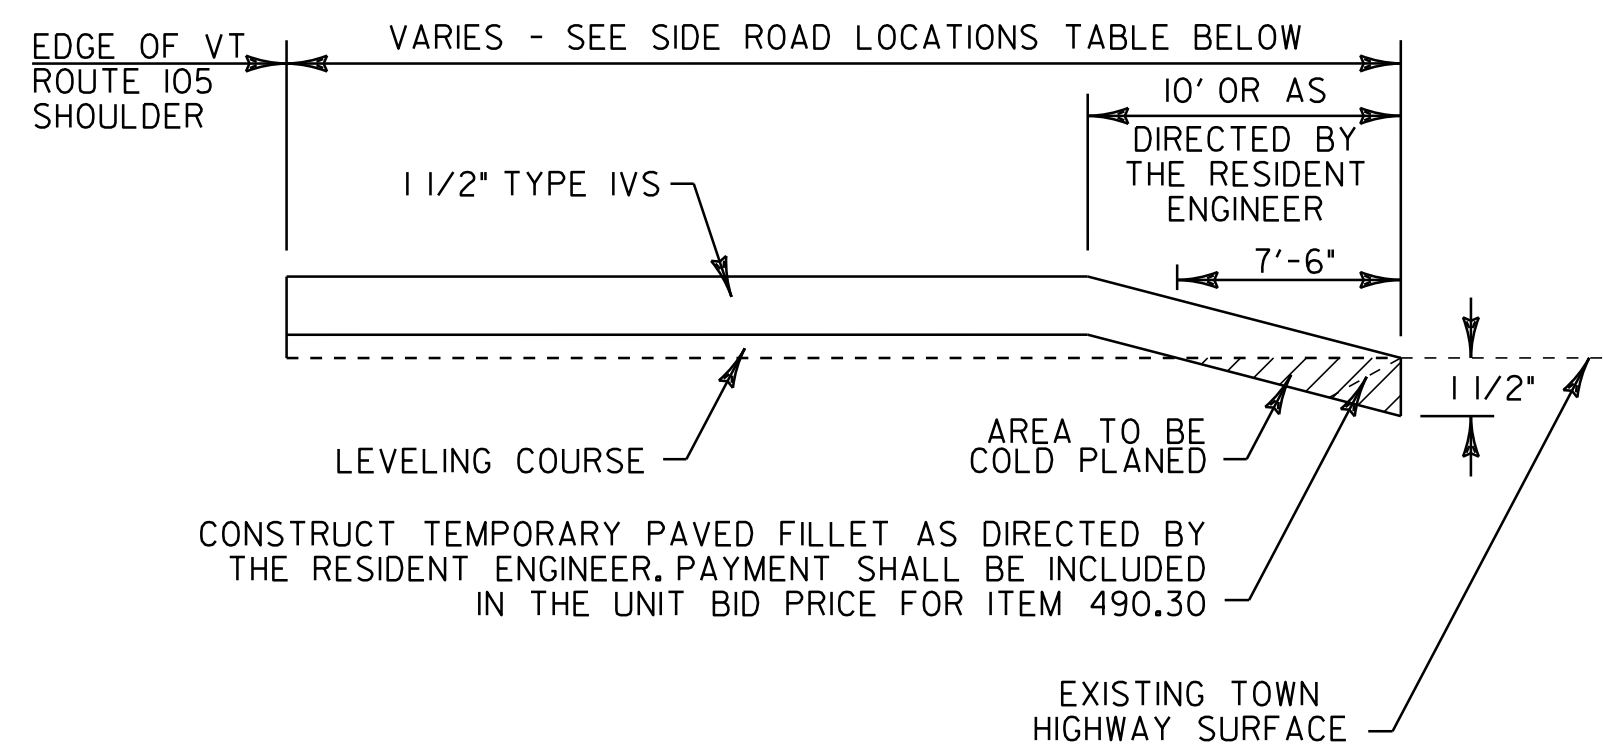 EDGE OF VT
ROUTE 105
SHOULDER
VARIES - SEE SIDE ROAD LOCATIONS TABLE BELOW
10' OR AS
DIRECTED BY
THE RESIDENT
ENGINEER
1 1/2" TYPE IVS
7'-6"
1 1/2"
LEVELING COURSE
AREA TO BE
COLD PLANED
CONSTRUCT TEMPORARY PAVED FILLET AS DIRECTED BY
THE RESIDENT ENGINEER. PAYMENT SHALL BE INCLUDED
IN THE UNIT BID PRICE FOR ITEM 490.30
EXISTING TOWN
HIGHWAY SURFACE